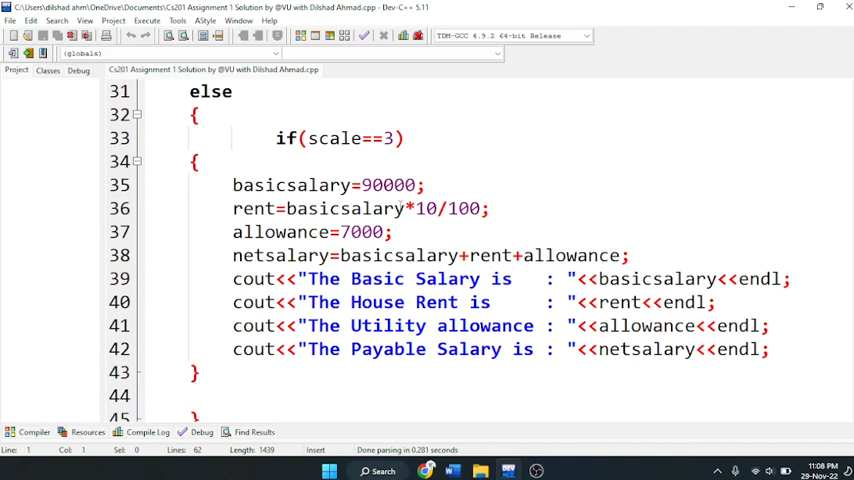 C:\Users\dilshad ahm\OneDrive\Documents\Cs201 Assignment 1 Solution by @VU with Dilshad Ahmad.cpp - Dev-C++ 5.11
File Edit Search View Project Execute Tools AStyle Window Help
TDM-GCC 4.9.2 64-bit Release
(globals)
Project Classes Debug Cs201 Assignment 1 Solution by @VU with Dilshad Ahmad.cpp
31 else
32 {
33 if(scale==3)
34 {
35 basicsalary=90000;
36 rent=basicsalary*10/100;
37 allowance=7000;
38 netsalary=basicsalary+rent+allowance;
39 cout<<"The Basic Salary is   : "<<basicsalary<<endl;
40 cout<<"The House Rent is     : "<<rent<<endl;
41 cout<<"The Utility allowance : "<<allowance<<endl;
42 cout<<"The Payable Salary is : "<<netsalary<<endl;
43 }
44
45 }
Compiler Resources Compile Log Debug Find Results
Line: 1 Col: 1 Sel: 0 Lines: 62 Length: 1439 Insert Done parsing in 0.281 seconds
Search
11:08 PM
29-Nov-22